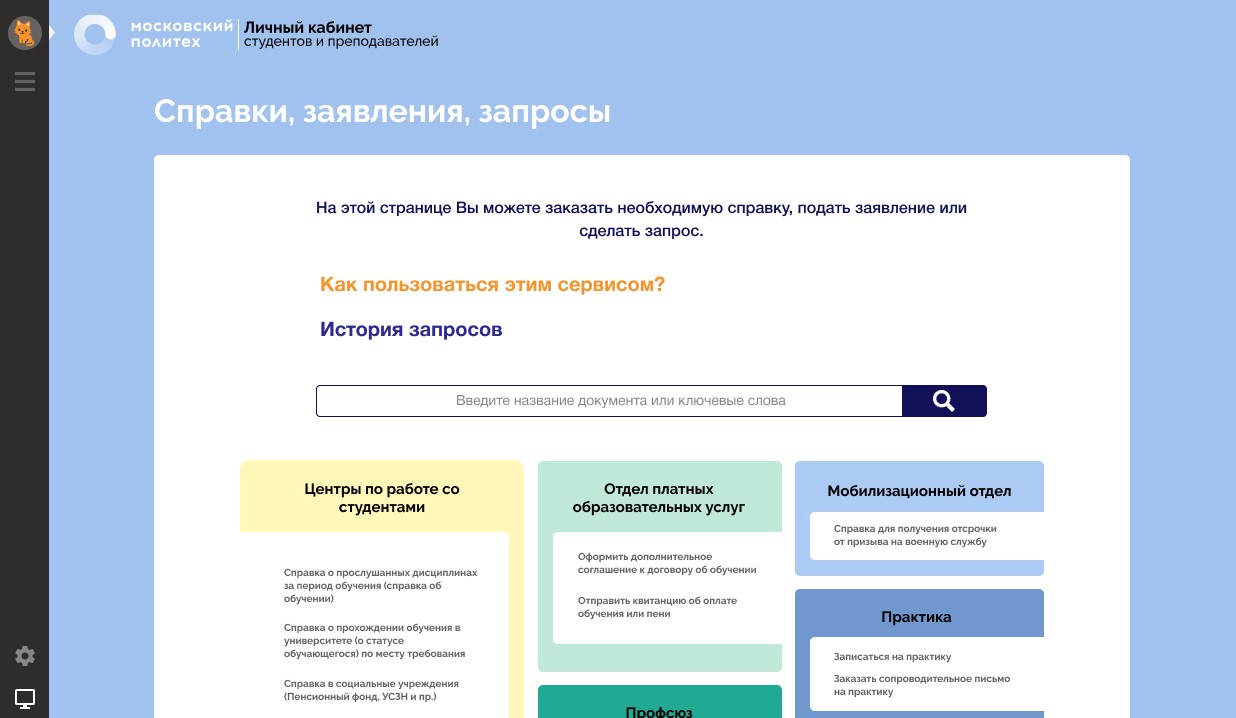 московский
политех
Личный кабинет
студентов и преподавателей
Справки, заявления, запросы
На этой странице Вы можете заказать необходимую справку, подать заявление или
сделать запрос.
Как пользоваться этим сервисом?
История запросов
Введите название документа или ключевые слова
Центры по работе со
студентами
Справка о прослушанных дисциплинах
за период обучения (справка об
обучении)
Справка о прохождении обучения в
университете (о статусе
обучающегося) по месту требования
Справка в социальные учреждения
(Пенсионный фонд, УСЗН и пр.)
Отдел платных
образовательных услуг
Оформить дополнительное
соглашение к договору об обучении
Отправить квитанцию об оплате
обучения или пени
Профсюз
Мобилизационный отдел
Справка для получения отсрочки
от призыва на военную службу
Практика
Записаться на практику
Заказать сопроводительное письмо
на практику